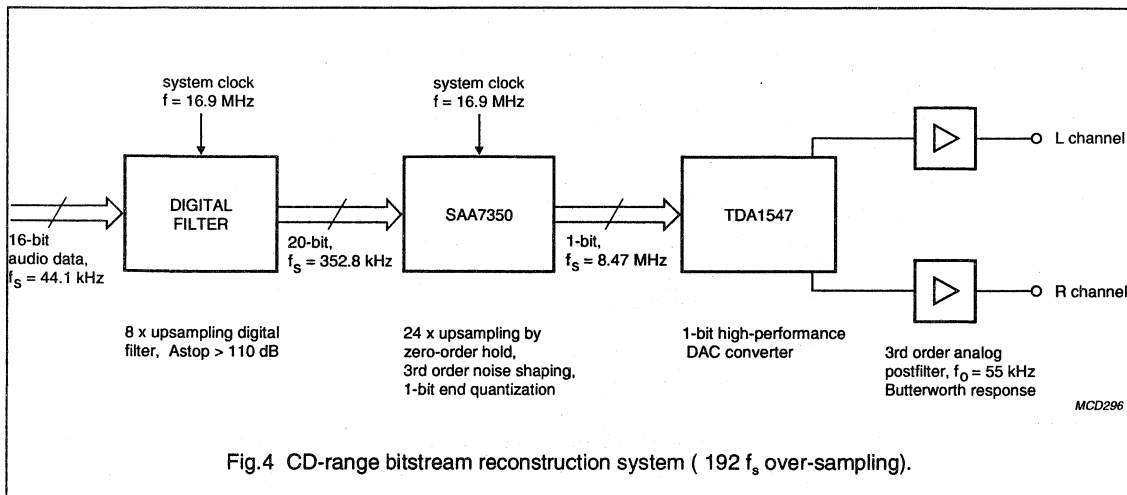 system clock
f = 16.9 MHz
system clock
f = 16.9 MHz
L channel
DIGITAL
FILTER
SAA7350
TDA1547
16-bit
audio data,
fs = 44.1 kHz
20-bit,
fs = 352.8 kHz
1-bit,
fs = 8.47 MHz
R channel
8 x upsampling digital
filter, Astop > 110 dB
24 x upsampling by
zero-order hold,
3rd order noise shaping,
1-bit end quantization
1-bit high-performance
DAC converter
3rd order analog
postfilter, fo = 55 kHz
Butterworth response
MCD296
Fig.4 CD-range bitstream reconstruction system ( 192 fs over-sampling).